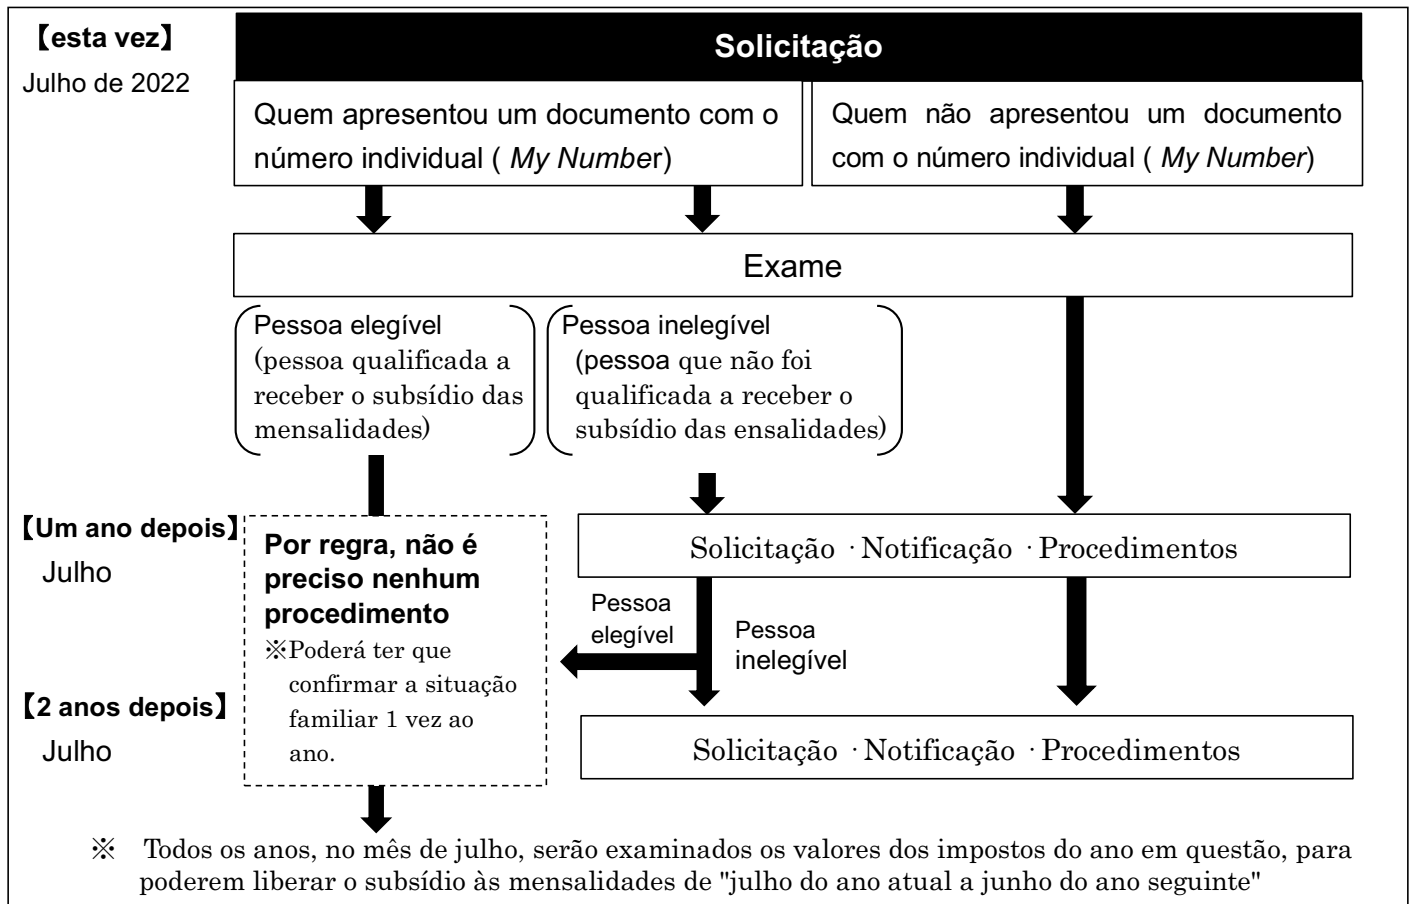 【esta vez】
Julho de 2022
Solicitação
Quem apresentou um documento com o
número individual ( My Number)
Quem não apresentou um documento
com o número individual ( My Number)
Exame
Pessoa elegível
(pessoa qualificada a
receber o subsídio das
mensalidades)
Pessoa inelegível
(pessoa que não foi
qualificada a receber o
subsídio das ensalidades)
【Um ano depois】
Julho
Por regra, não é
preciso nenhum
procedimento
※Poderá ter que
confirmar a situação
familiar 1 vez ao
ano.
Solicitação ･Notificação ･Procedimentos
Pessoa
elegível
Pessoa
inelegível
【2 anos depois】
Julho
Solicitação ･Notificação ･Procedimentos
※ Todos os anos, no mês de julho, serão examinados os valores dos impostos do ano em questão, para
poderem liberar o subsídio às mensalidades de "julho do ano atual a junho do ano seguinte"